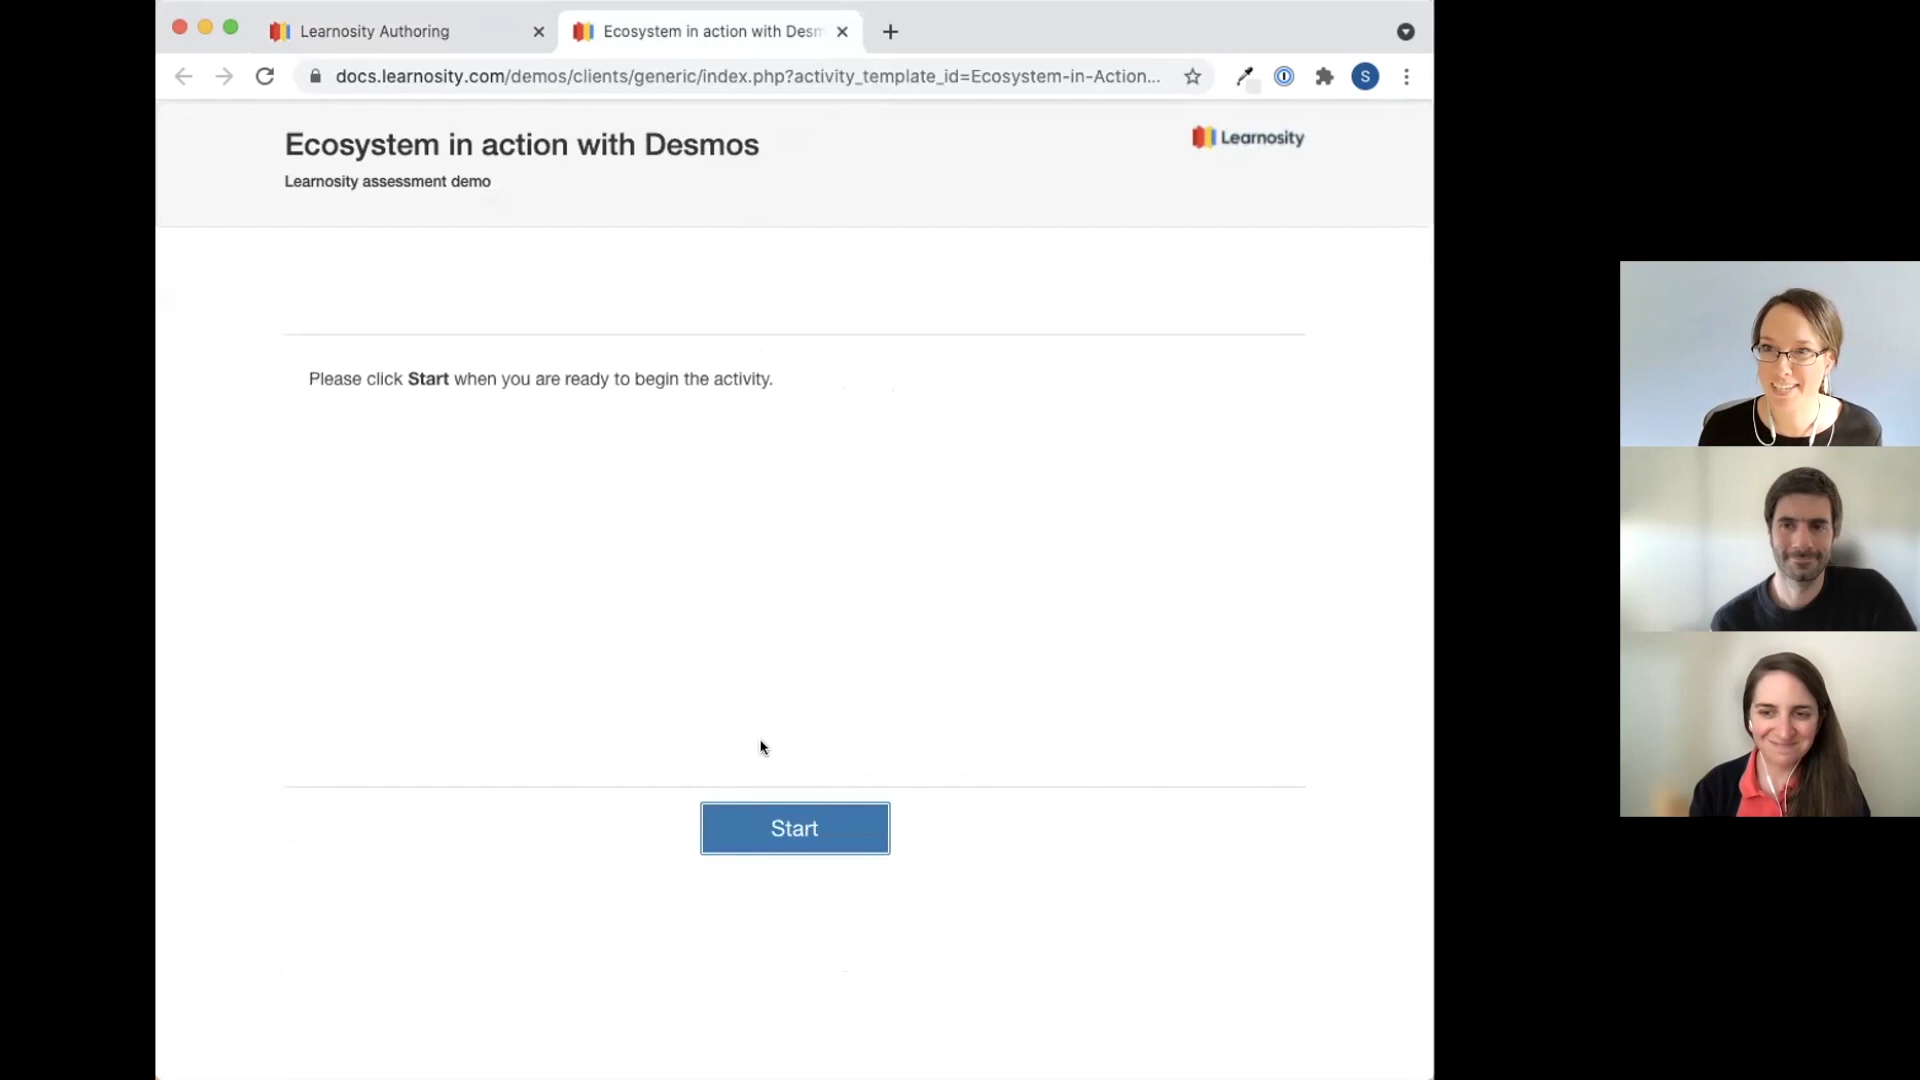 Learnosity Authoring
Ecosystem in action with Desm
docs.learnosity.com/demos/clients/generic/index.php?activity_template_id=Ecosystem-in-Action...
S
Ecosystem in action with Desmos
Learnosity
Learnosity assessment demo
Please click Start when you are ready to begin the activity.
Start